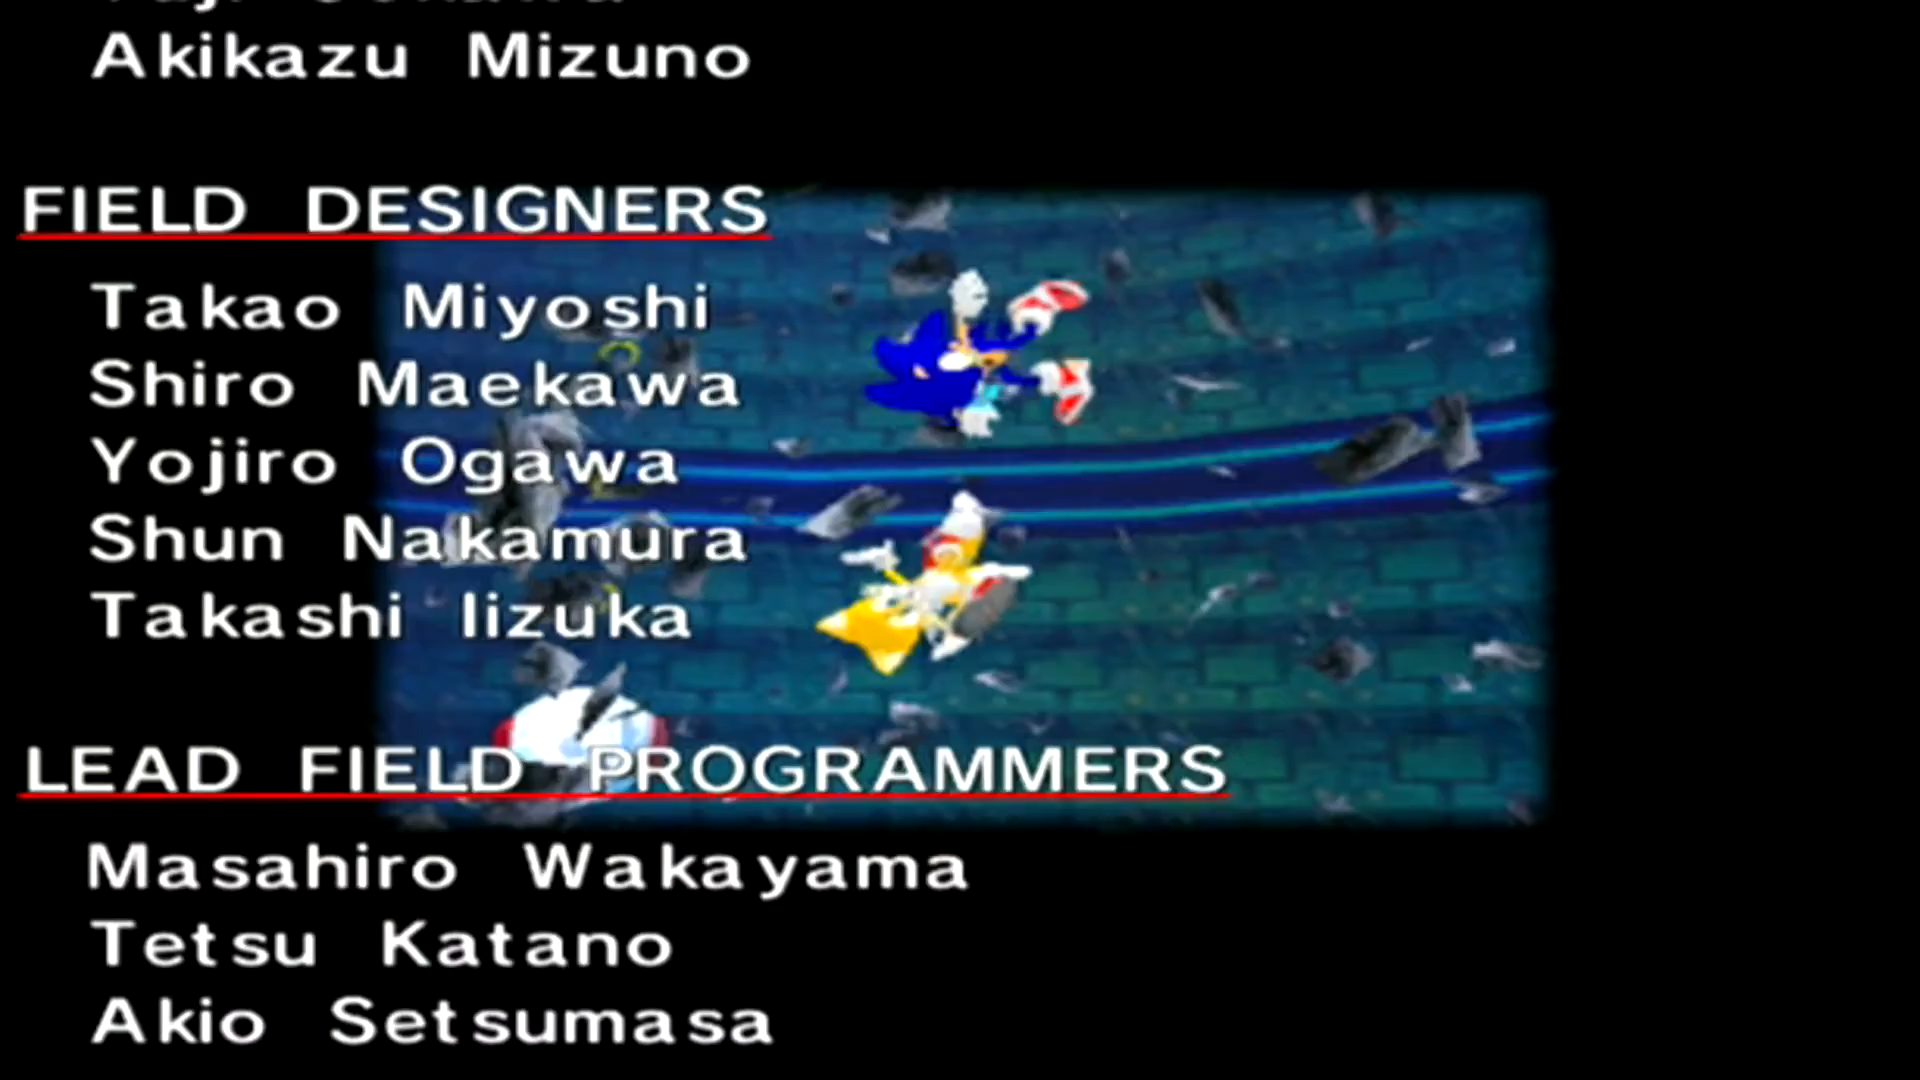 Akikazu Mizuno
FIELD DESIGNERS
Takao Miyoshi
Shiro Maekawa
Yojiro Ogawa
Shun Nakamura
Takashi Iizuka
LEAD FIELD PROGRAMMERS
Masahiro Wakayama
Tetsu Katano
Akio Setsumasa